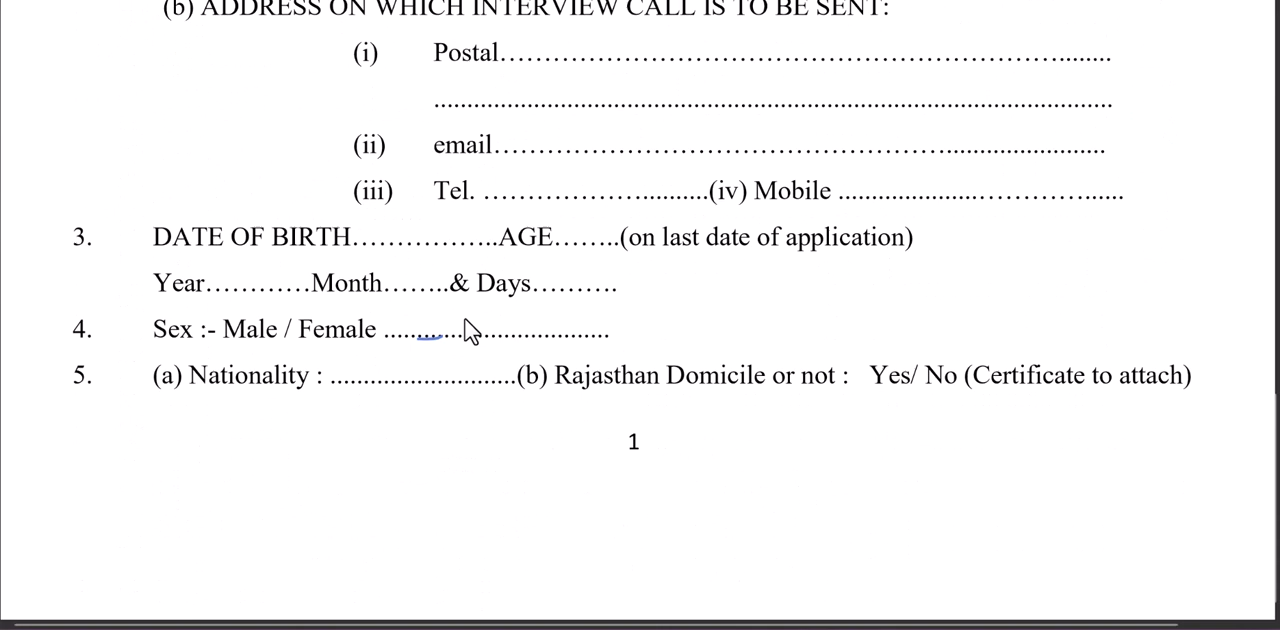 (b) ADDRESS ON WHICH INTERVIEW CALL IS TO BE SENT:
(i) Postal……………………………………………………………........
......................................................................................................
(ii) email…………………………………………........................
(iii) Tel. …………………..........(iv) Mobile .....................…………......
3. DATE OF BIRTH……………..AGE……..(on last date of application)
Year…………Month……..& Days……….
4. Sex :- Male / Female ..................................
5. (a) Nationality : ............................(b) Rajasthan Domicile or not : Yes/ No (Certificate to attach)
1